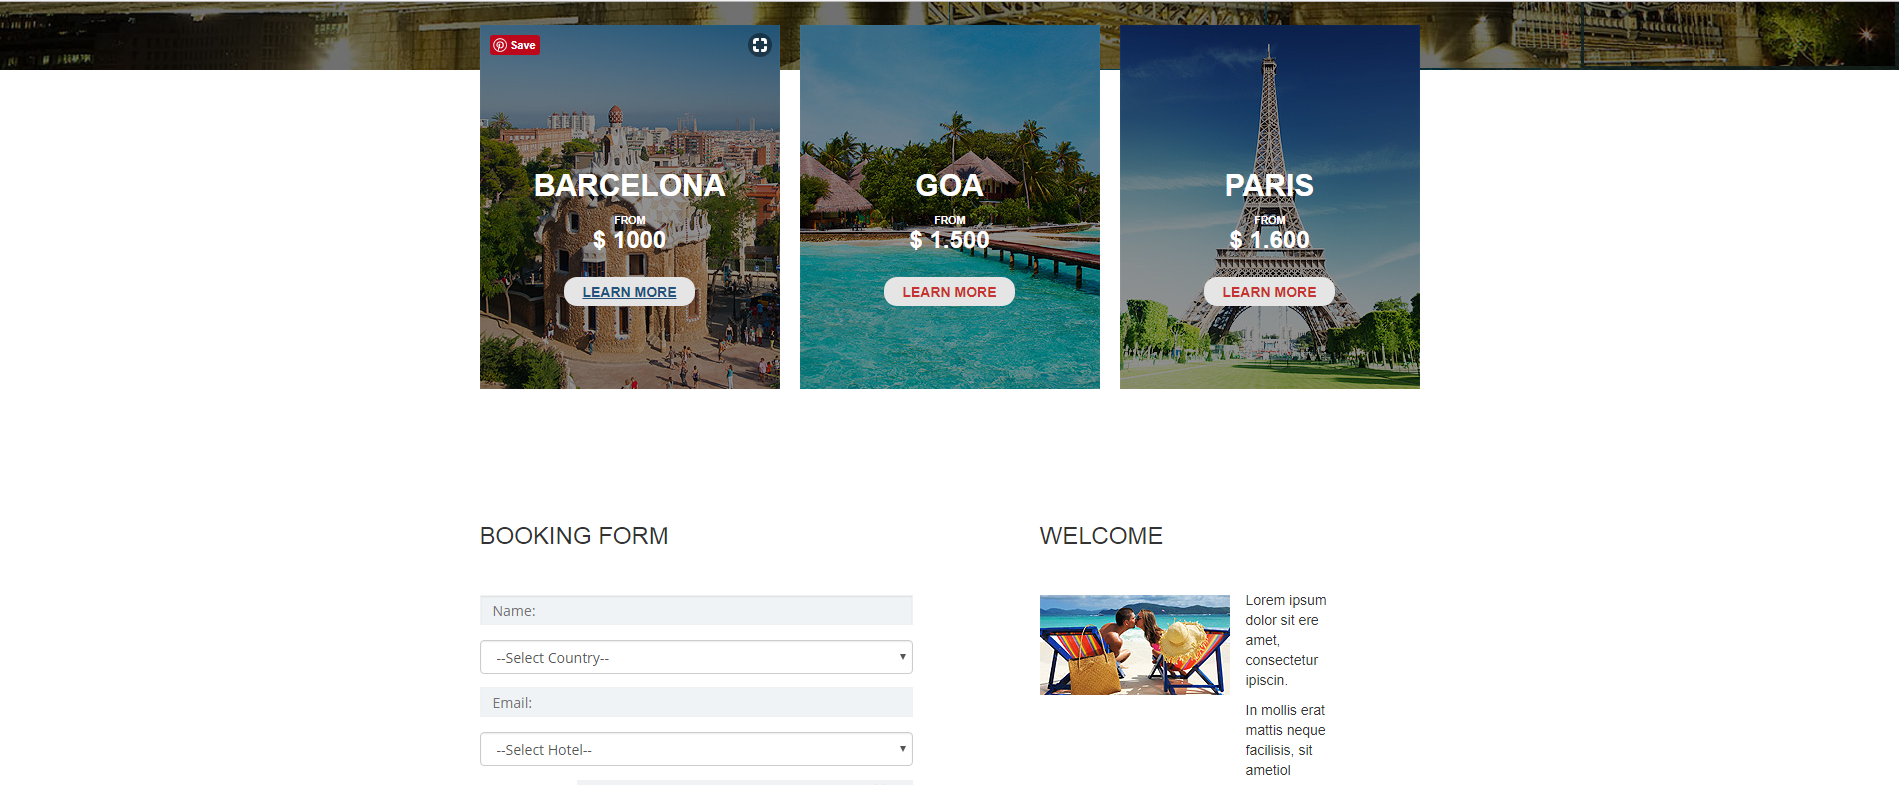 Save
BARCELONA
FROM
$ 1000
LEARN MORE
GOA
FROM
$ 1.500
LEARN MORE
PARIS
FROM
$ 1.600
LEARN MORE
BOOKING FORM
Name:
--Select Country--
Email:
--Select Hotel--
WELCOME
Lorem ipsum
dolor sit ere
amet,
consectetur
ipiscin.
In mollis erat
mattis neque
facilisis, sit
ametiol